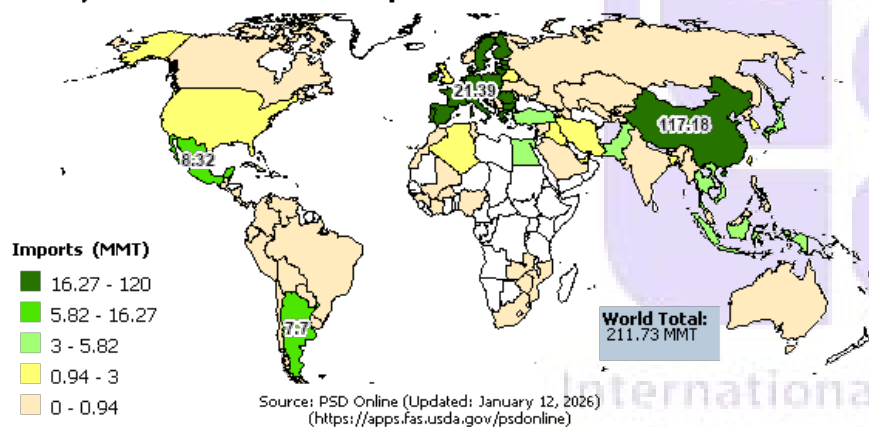 21.39
117.18
8.32
7.7
Imports (MMT)
16.27 - 120
5.82 - 16.27
3 - 5.82
0.94 - 3
0 - 0.94
World Total:
211.73 MMT
Internationa
Source: PSD Online (Updated: January 12, 2026)
(https://apps.fas.usda.gov/psdonline)